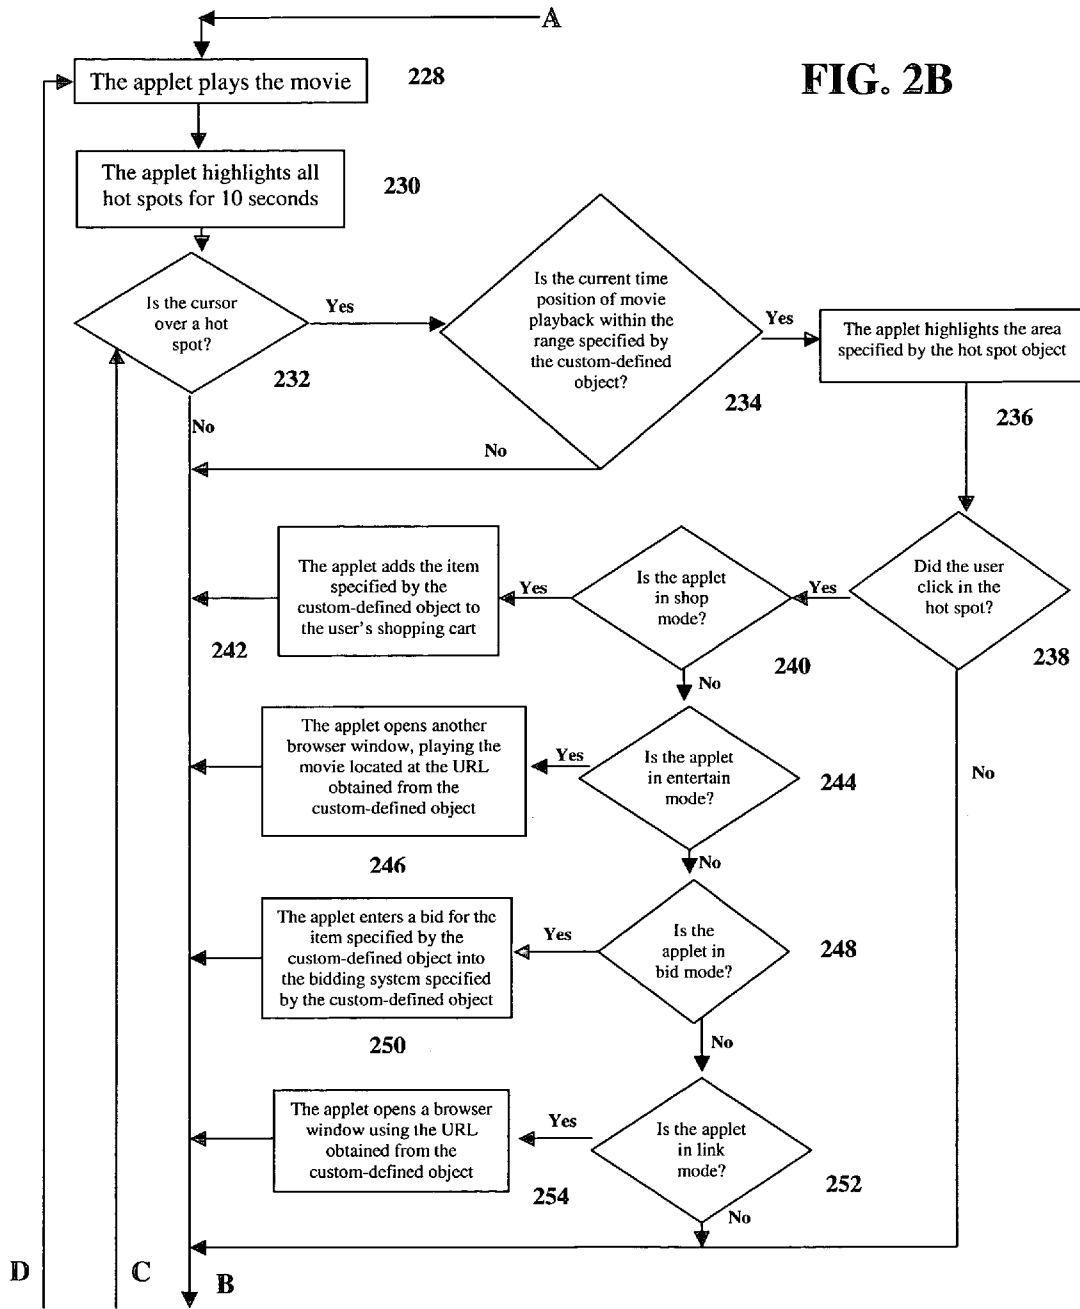 A
The applet plays the movie
228
FIG. 2B
The applet highlights all
hot spots for 10 seconds
230
Is the cursor
over a hot
spot?
Yes
232
No
Is the current time
position of movie
playback within the
range specified by
the custom-defined
object?
Yes
234
No
The applet highlights the area
specified by the hot spot object
236
Did the user
click in the
hot spot?
Yes
238
No
Is the applet
in shop
mode?
Yes
240
No
The applet adds the item
specified by the
custom-defined object to
the user's shopping cart
242
Is the applet
in entertain
mode?
Yes
244
No
The applet opens another
browser window, playing the
movie located at the URL
obtained from the
custom-defined object
246
Is the
applet in
bid mode?
Yes
248
No
The applet enters a bid for the
item specified by the
custom-defined object into
the bidding system specified
by the custom-defined object
250
Is the applet
in link
mode?
Yes
252
No
The applet opens a browser
window using the URL
obtained from the
custom-defined object
254
D
C
B